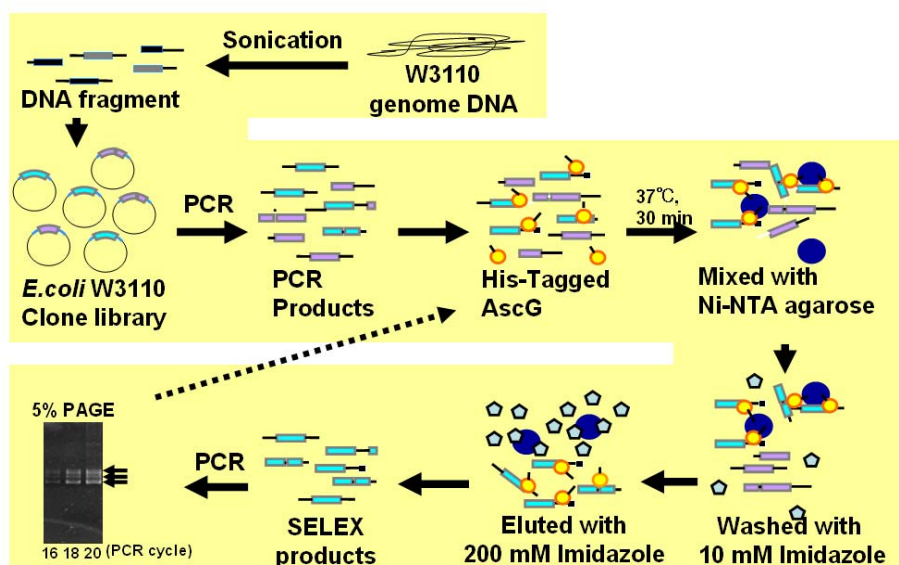 Sonication
W3110
genome DNA
DNA fragment
PCR
E.coli W3110
Clone library
PCR
Products
His-Tagged
AscG
37℃,
30 min
Mixed with
Ni-NTA agarose
5% PAGE
16 18 20 (PCR cycle)
PCR
SELEX
products
Eluted with
200 mM Imidazole
Washed with
10 mM Imidazole